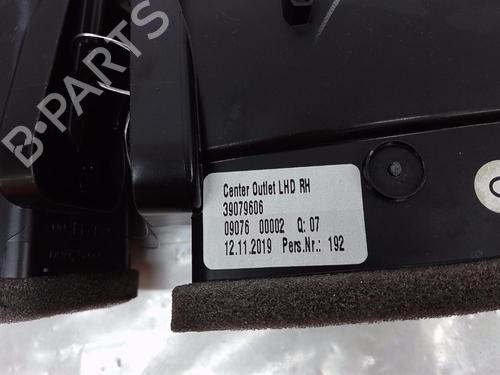 B-PARTS
Center Outlet LHD RH
39079606
09076 00002 Q: 07
12.11.2019 Pers.Nr.: 192